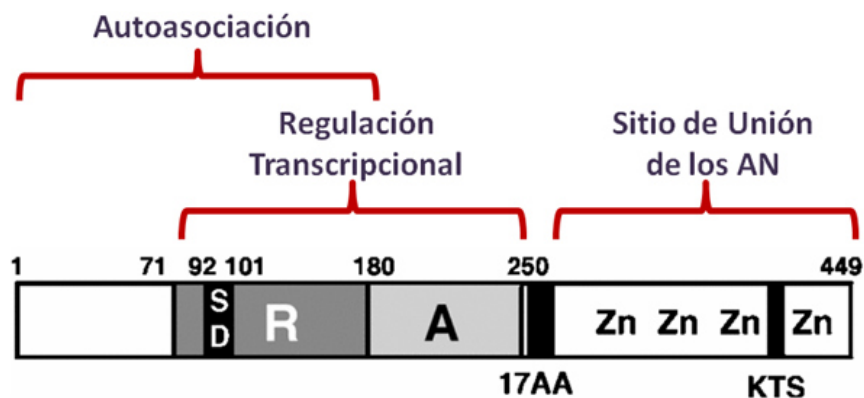 Autoasociación
Regulación
Transcripcional
Sitio de Unión
de los AN
1 71 92 101 180 250 449
S
D
R A Zn Zn Zn Zn
17AA KTS